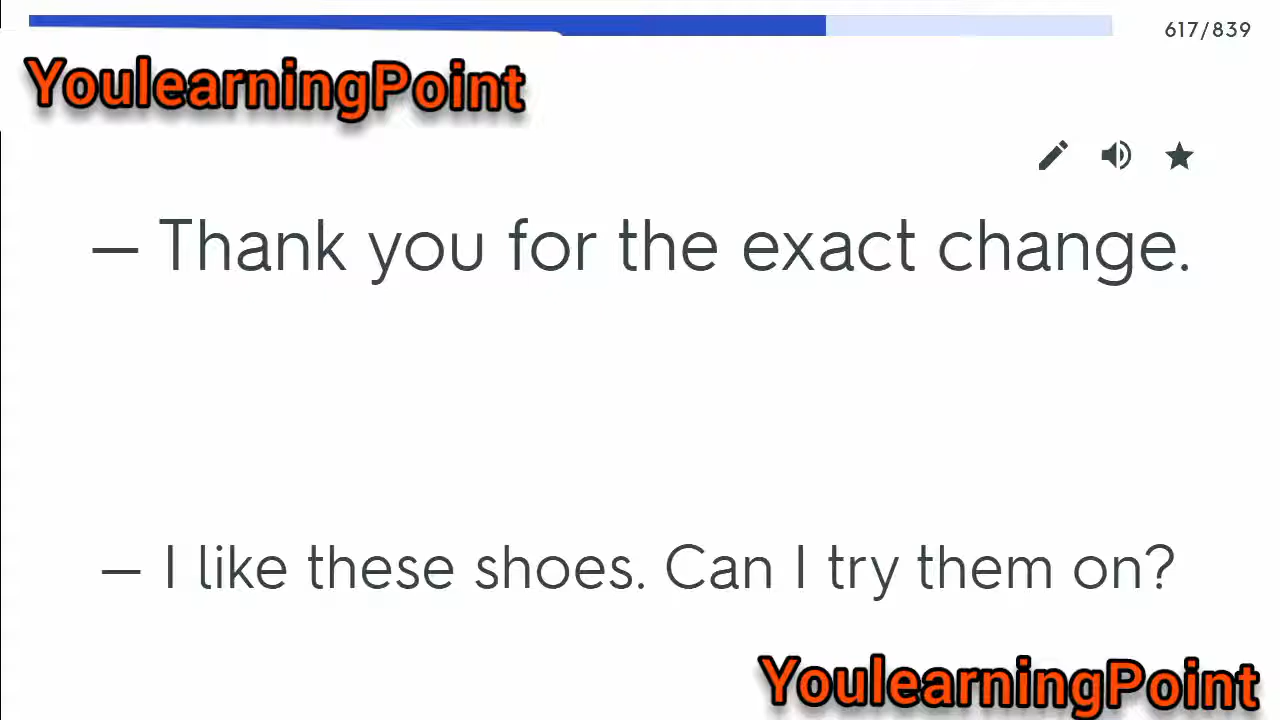 617/839
YoulearningPoint
– Thank you for the exact change.
– I like these shoes. Can I try them on?
YoulearningPoint